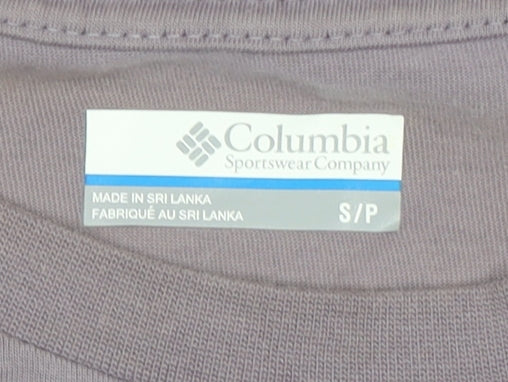 Columbia
Sportswear Company
MADE IN SRI LANKA
FABRIQUÉ AU SRI LANKA
S/P